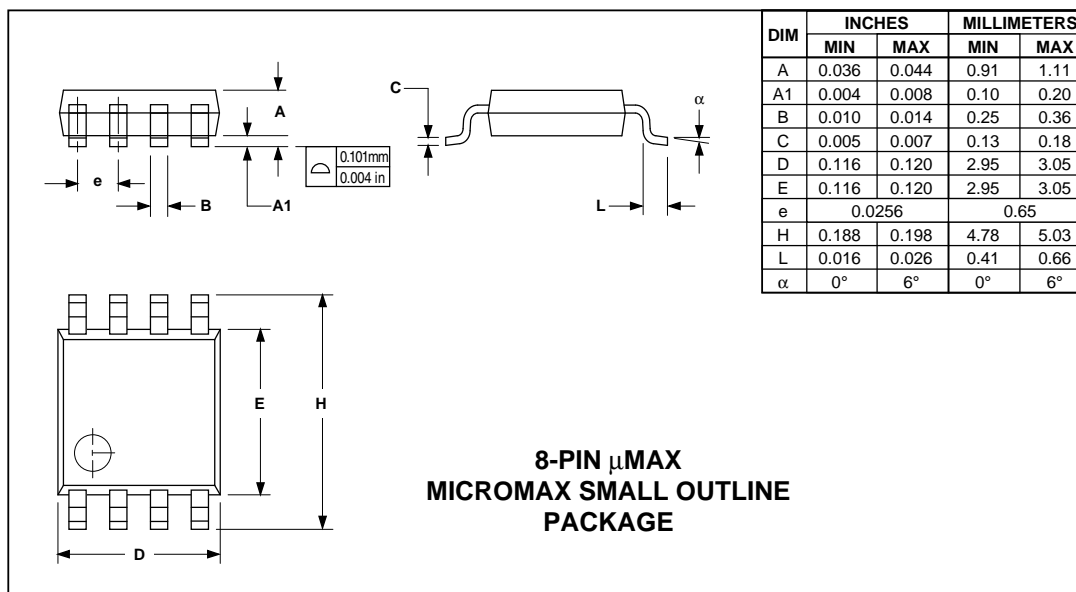 DIM INCHES MILLIMETERS
MIN MAX MIN MAX
A 0.036 0.044 0.91 1.11
A1 0.004 0.008 0.10 0.20
B 0.010 0.014 0.25 0.36
C 0.005 0.007 0.13 0.18
D 0.116 0.120 2.95 3.05
E 0.116 0.120 2.95 3.05
e 0.0256 0.65
H 0.188 0.198 4.78 5.03
L 0.016 0.026 0.41 0.66
α 0° 6° 0° 6°
A
C
α
0.101mm
0.004 in
e
B
A1
L
E
H
D
8-PIN μMAX
MICROMAX SMALL OUTLINE
PACKAGE